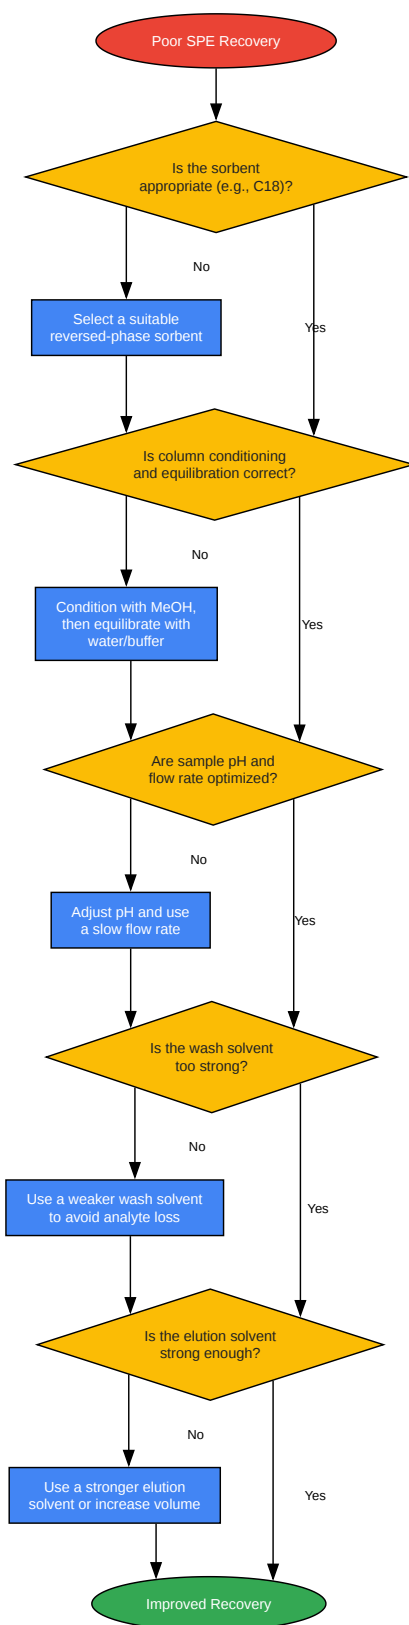 Poor SPE Recovery
Is the sorbent
appropriate (e.g., C18)?
No
Select a suitable
reversed-phase sorbent
Yes
Is column conditioning
and equilibration correct?
No
Condition with MeOH,
then equilibrate with
water/buffer
Yes
Are sample pH and
flow rate optimized?
No
Adjust pH and use
a slow flow rate
Yes
Is the wash solvent
too strong?
No
Use a weaker wash solvent
to avoid analyte loss
Yes
Is the elution solvent
strong enough?
No
Use a stronger elution
solvent or increase volume
Yes
Improved Recovery